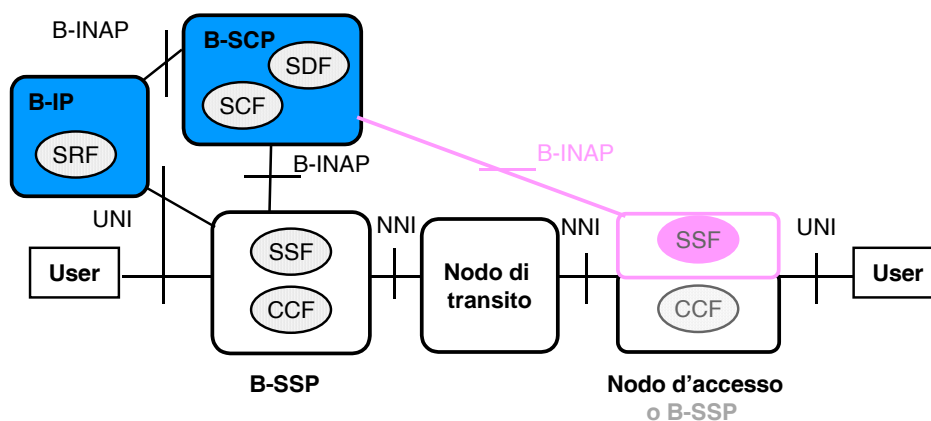 B-INAP
B-SCP
SDF
SCF
B-IP
SRF
B-INAP
B-INAP
UNI
NNI
NNI
UNI
SSF
SSF
User
Nodo di
transito
User
CCF
CCF
B-SSP
Nodo d'accesso
o B-SSP